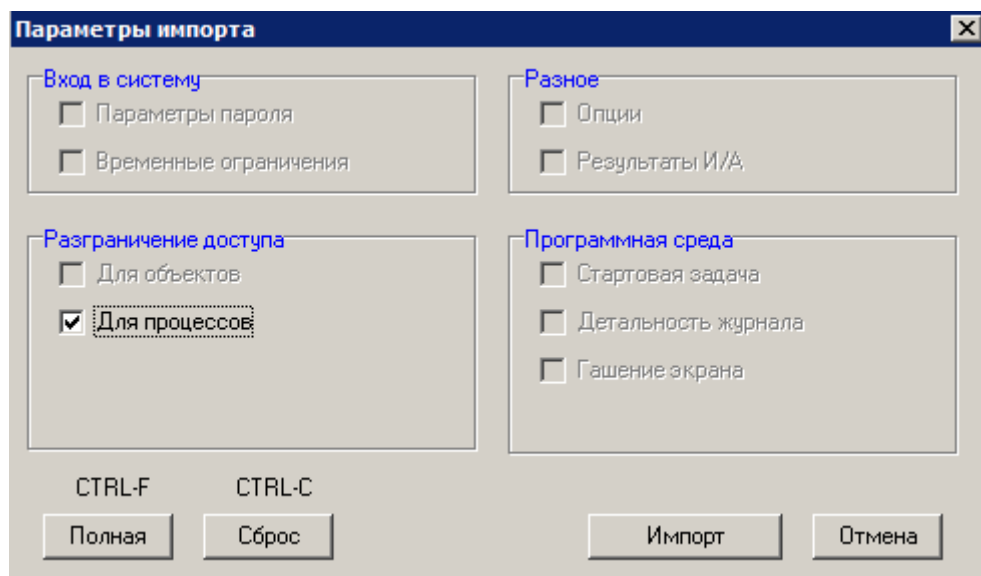 Параметры импорта
Вход в систему
Параметры пароля
Временные ограничения
Разное
Опции
Результаты И/А
Разграничение доступа
Для объектов
Для процессов
Программная среда
Стартовая задача
Детальность журнала
Гашение экрана
CTRL-F CTRL-C
Полная Сброс Импорт Отмена